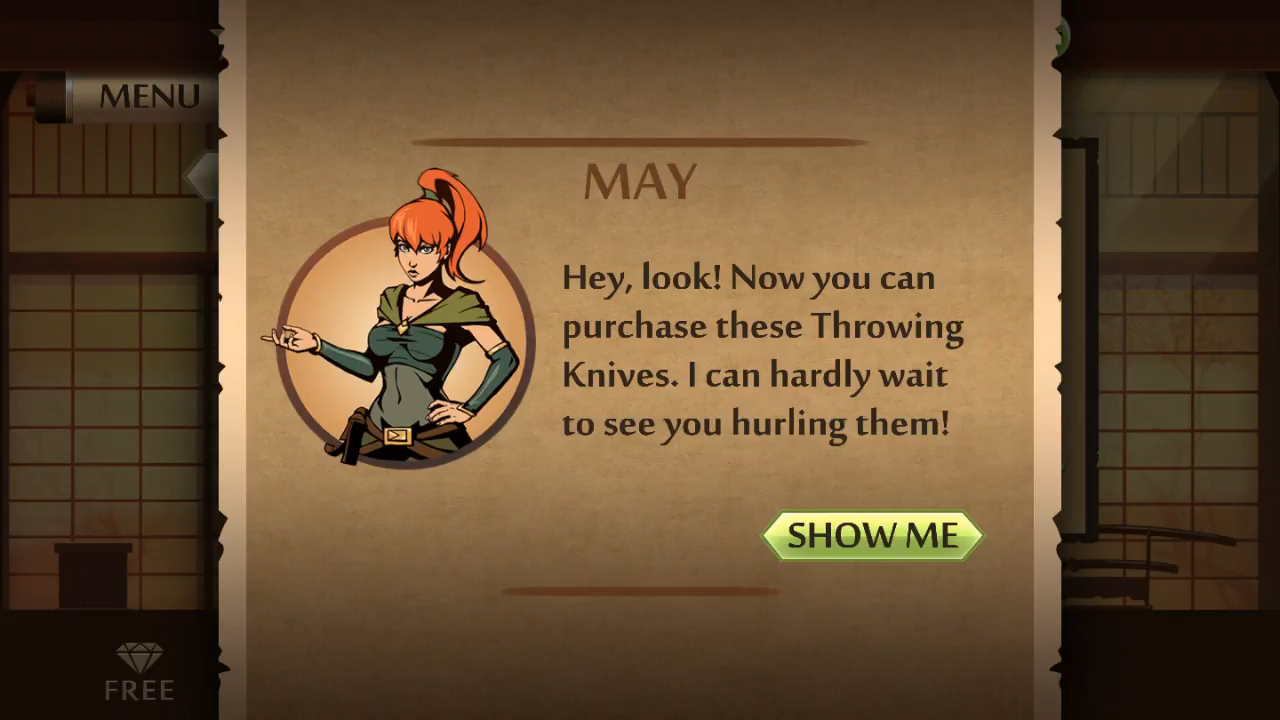 MENU
MAY
Hey, look! Now you can
purchase these Throwing
Knives. I can hardly wait
to see you hurling them!
SHOW ME
FREE